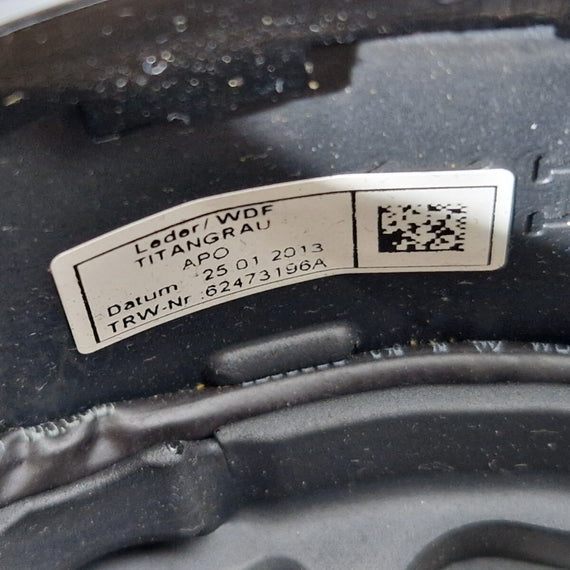 Leder/WDF
TITANGRAU
APO
Datum 25 01 2013
TRW-Nr :62473196A